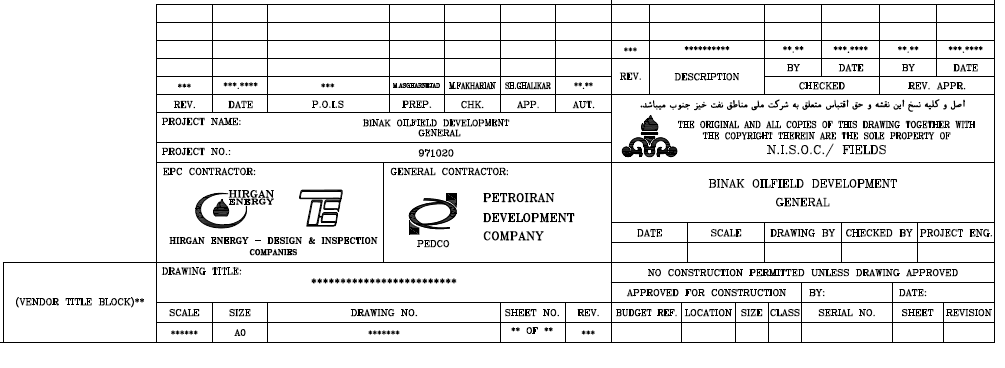 *** ********** **.** ***.**** **.** ***.****
BY DATE BY DATE
REV. DESCRIPTION CHECKED REV. APPR.
*** ***.**** *** M.ASGHARNEJAD M.FAKHARIAN SH.GHALIKAR **.**
REV. DATE P.O.I.S PREP. CHK. APP. AUT.
اصل و کلیه نسخ این نقشه و حق اقتباس متعلق به شرکت ملی مناطق نفت خیز جنوب میباشد.
THE ORIGINAL AND ALL COPIES OF THIS DRAWING TOGETHER WITH
THE COPYRIGHT THEREIN ARE THE SOLE PROPERTY OF
N.I.S.O.C./ FIELDS
PROJECT NAME: BINAK OILFIELD DEVELOPMENT
GENERAL
PROJECT NO.: 971020
EPC CONTRACTOR: GENERAL CONTRACTOR:
HIRGAN
ENERGY
HIRGAN ENERGY – DESIGN & INSPECTION
COMPANIES
PEDCO
PETROIRAN
DEVELOPMENT
COMPANY
BINAK OILFIELD DEVELOPMENT
GENERAL
DATE SCALE DRAWING BY CHECKED BY PROJECT ENG.
(VENDOR TITLE BLOCK)**
DRAWING TITLE:
************************
SCALE SIZE DRAWING NO. SHEET NO. REV.
****** A0 ******* ** OF ** ***
NO CONSTRUCTION PERMITTED UNLESS DRAWING APPROVED
APPROVED FOR CONSTRUCTION BY: DATE:
BUDGET REF. LOCATION SIZE CLASS SERIAL NO. SHEET REVISION